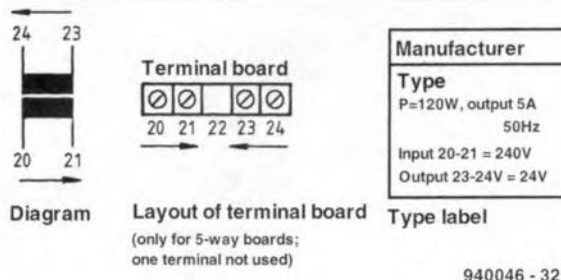 24 23
20 21
Diagram
Terminal board
20 21 22 23 24
Layout of terminal board
(only for 5-way boards;
one terminal not used)
Manufacturer
Type
P=120W, output 5A
50Hz
Input 20-21 = 240V
Output 23-24V = 24V
Type label
940046 - 32